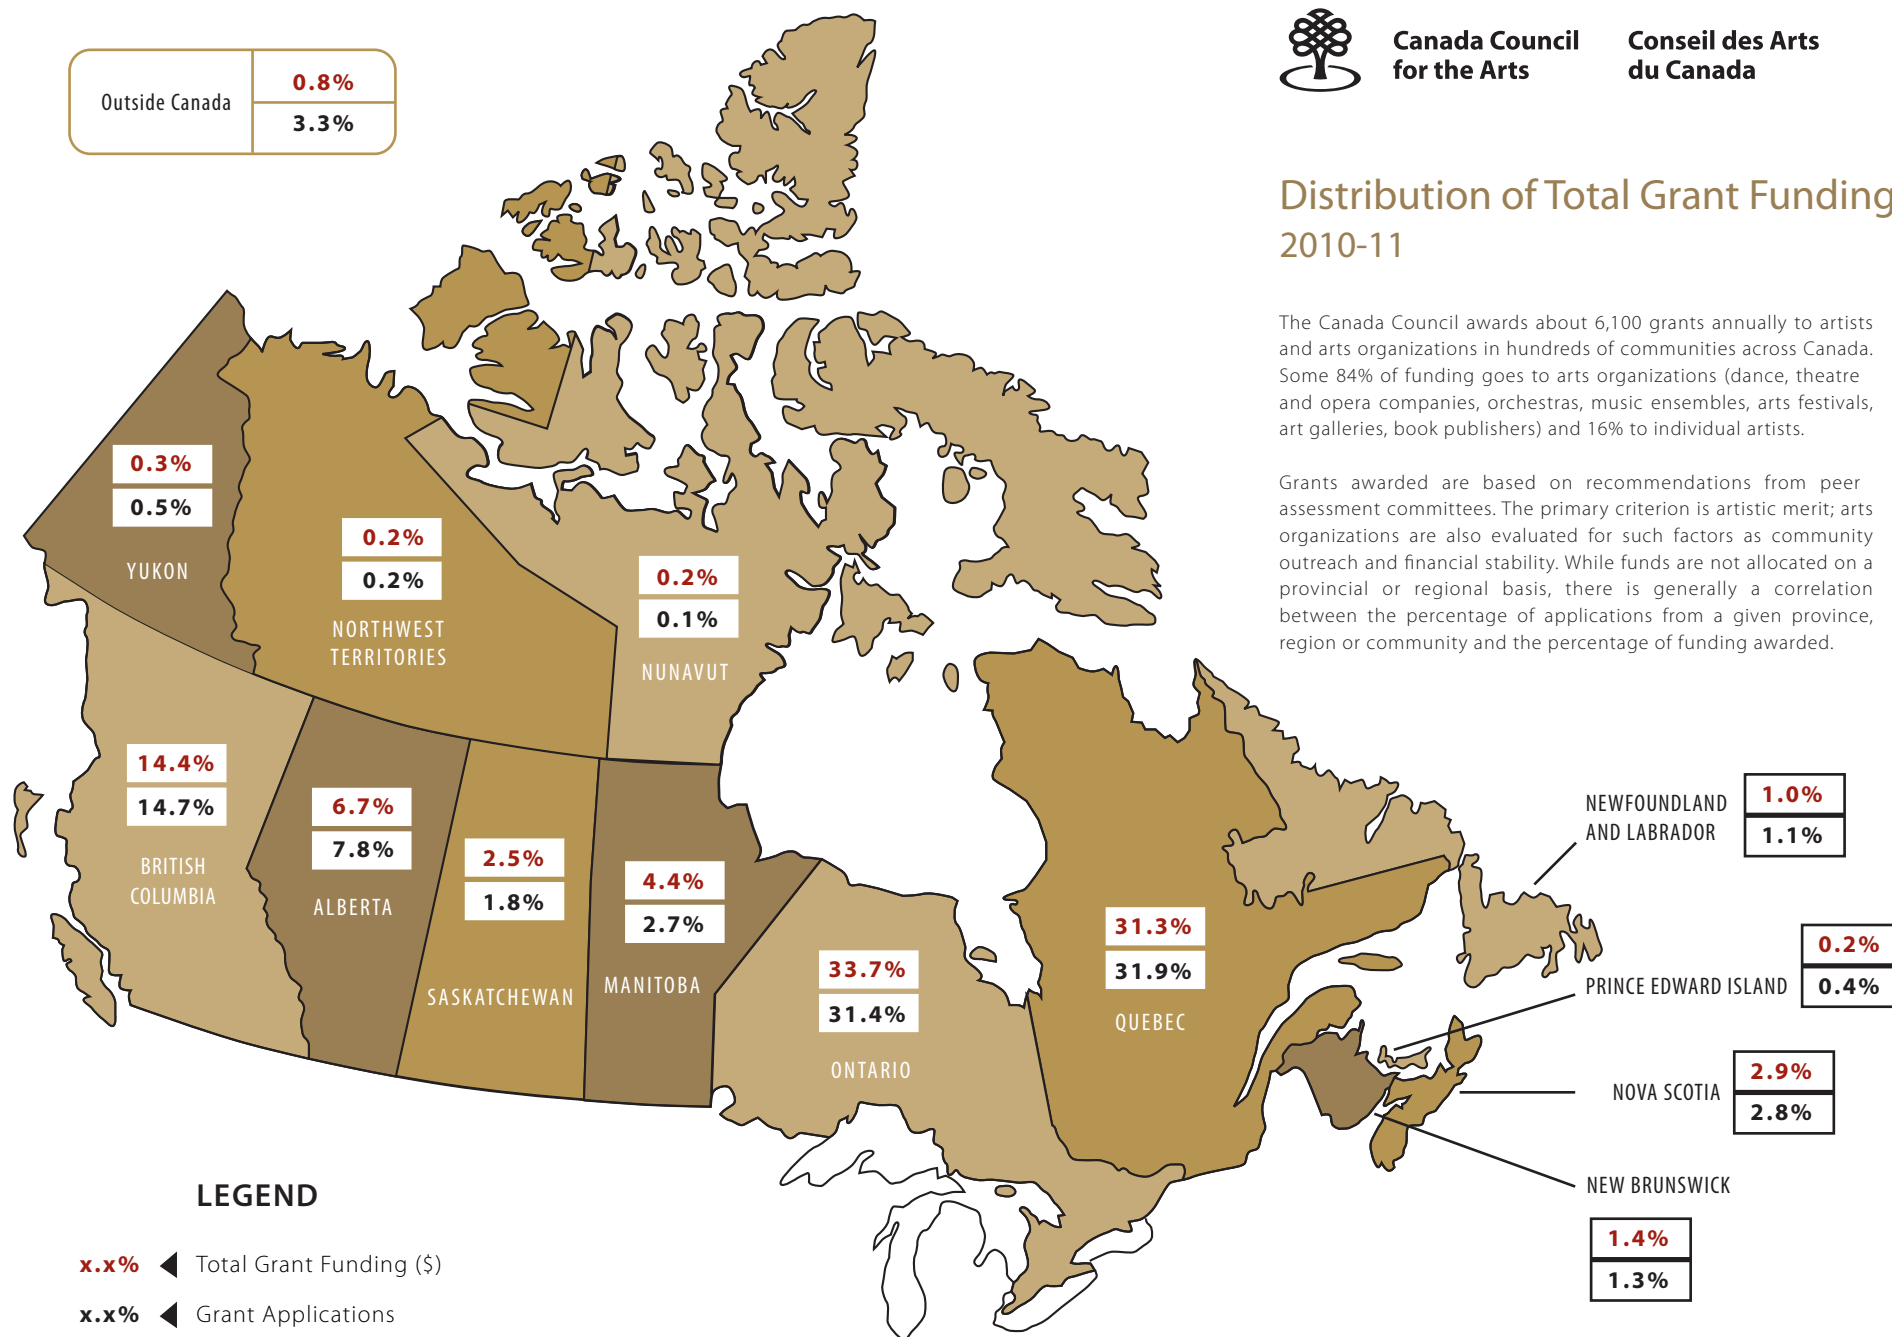 Outside Canada
0.8%
3.3%
Canada Council
for the Arts
Conseil des Arts
du Canada
Distribution of Total Grant Funding
2010-11
The Canada Council awards about 6,100 grants annually to artists
and arts organizations in hundreds of communities across Canada.
Some 84% of funding goes to arts organizations (dance, theatre
and opera companies, orchestras, music ensembles, arts festivals,
art galleries, book publishers) and 16% to individual artists.
Grants awarded are based on recommendations from peer
assessment committees. The primary criterion is artistic merit; arts
organizations are also evaluated for such factors as community
outreach and financial stability. While funds are not allocated on a
provincial or regional basis, there is generally a correlation
between the percentage of applications from a given province,
region or community and the percentage of funding awarded.
0.3%
0.5%
YUKON
0.2%
0.2%
NORTHWEST
TERRITORIES
0.2%
0.1%
NUNAVUT
14.4%
14.7%
BRITISH
COLUMBIA
6.7%
7.8%
ALBERTA
2.5%
1.8%
SASKATCHEWAN
4.4%
2.7%
MANITOBA
33.7%
31.4%
ONTARIO
31.3%
31.9%
QUEBEC
NEWFOUNDLAND
AND LABRADOR
1.0%
1.1%
PRINCE EDWARD ISLAND
0.2%
0.4%
NOVA SCOTIA
2.9%
2.8%
NEW BRUNSWICK
1.4%
1.3%
LEGEND
x.x% Total Grant Funding ($)
x.x% Grant Applications